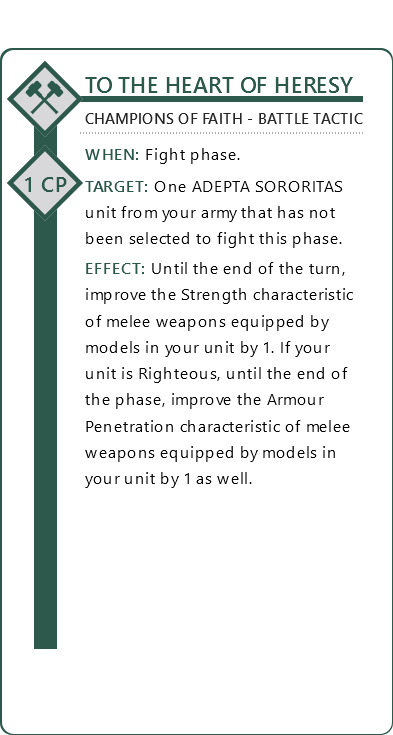 TO THE HEART OF HERESY
CHAMPIONS OF FAITH - BATTLE TACTIC
WHEN: Fight phase.
1 CP
TARGET: One ADEPTA SORORITAS
unit from your army that has not
been selected to fight this phase.
EFFECT: Until the end of the turn,
improve the Strength characteristic
of melee weapons equipped by
models in your unit by 1. If your
unit is Righteous, until the end of
the phase, improve the Armour
Penetration characteristic of melee
weapons equipped by models in
your unit by 1 as well.